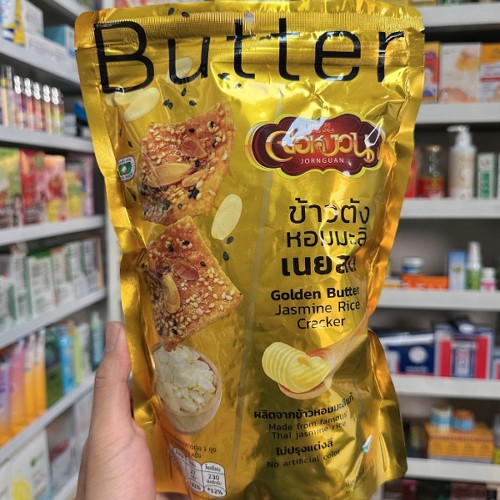 Butter
จอหงวน
JORNGUAN
ข้าวตัง
หอมมะลิ
เนยสด
Golden Butter
Jasmine Rice
Cracker
ผลิตจากข้าวหอมมะลิแท้
Made from famous
Thai jasmine rice
ไม่ปรุงแต่งสี
No artificial color
230
*12%